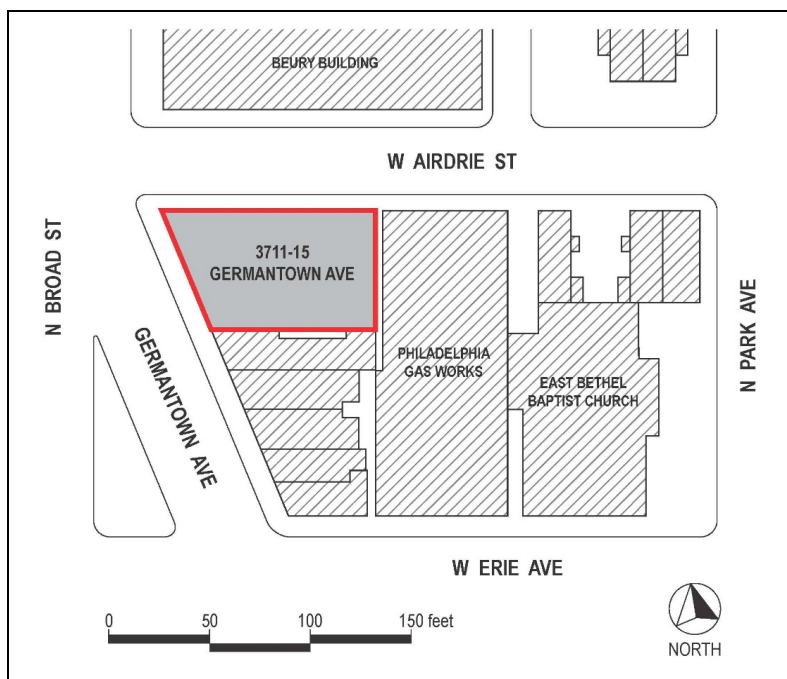 BEURY BUILDING
W AIRDRIE ST
N BROAD ST
3711-15
GERMANTOWN AVE
GERMANTOWN AVE
PHILADELPHIA
GAS WORKS
EAST BETHEL
BAPTIST CHURCH
N PARK AVE
W ERIE AVE
0 50 100 150 feet
NORTH